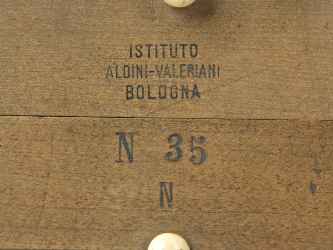 ISTITUTO
ALDINI-VALERIANI
BOLOGNA
N 35
N